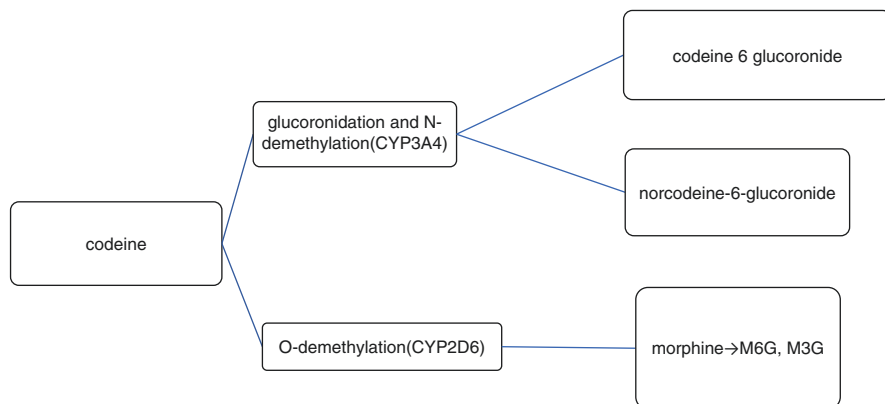 codeine 6 glucoronide
glucoronidation and N-
demethylation(CYP3A4)
norcodeine-6-glucoronide
codeine
O-demethylation(CYP2D6)
morphine→M6G, M3G